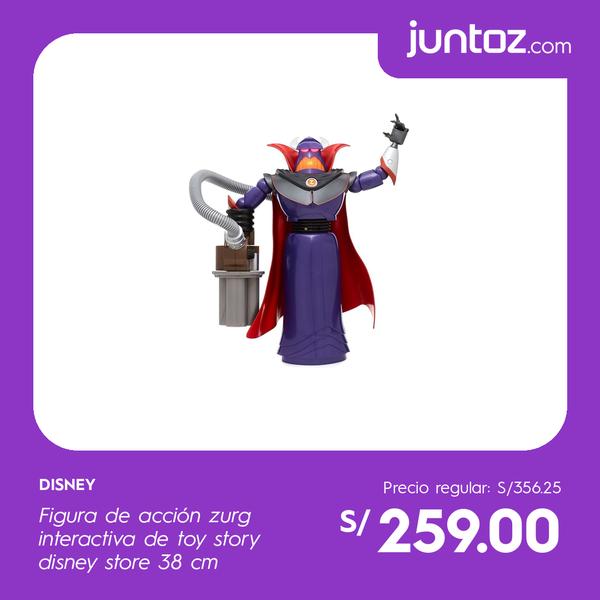 juntoz.com
DISNEY
Figura de acción zurg
interactiva de toy story
disney store 38 cm
Precio regular: S/356.25
S/ 259.00